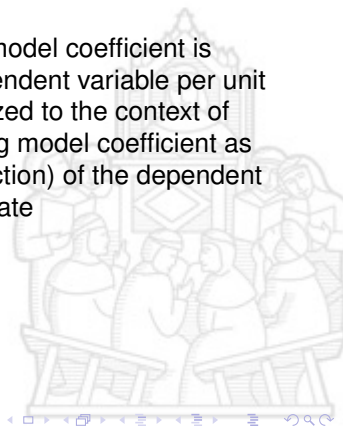 model coefficient is
endent variable per unit
zed to the context of
g model coefficient as
ction) of the dependent
ate